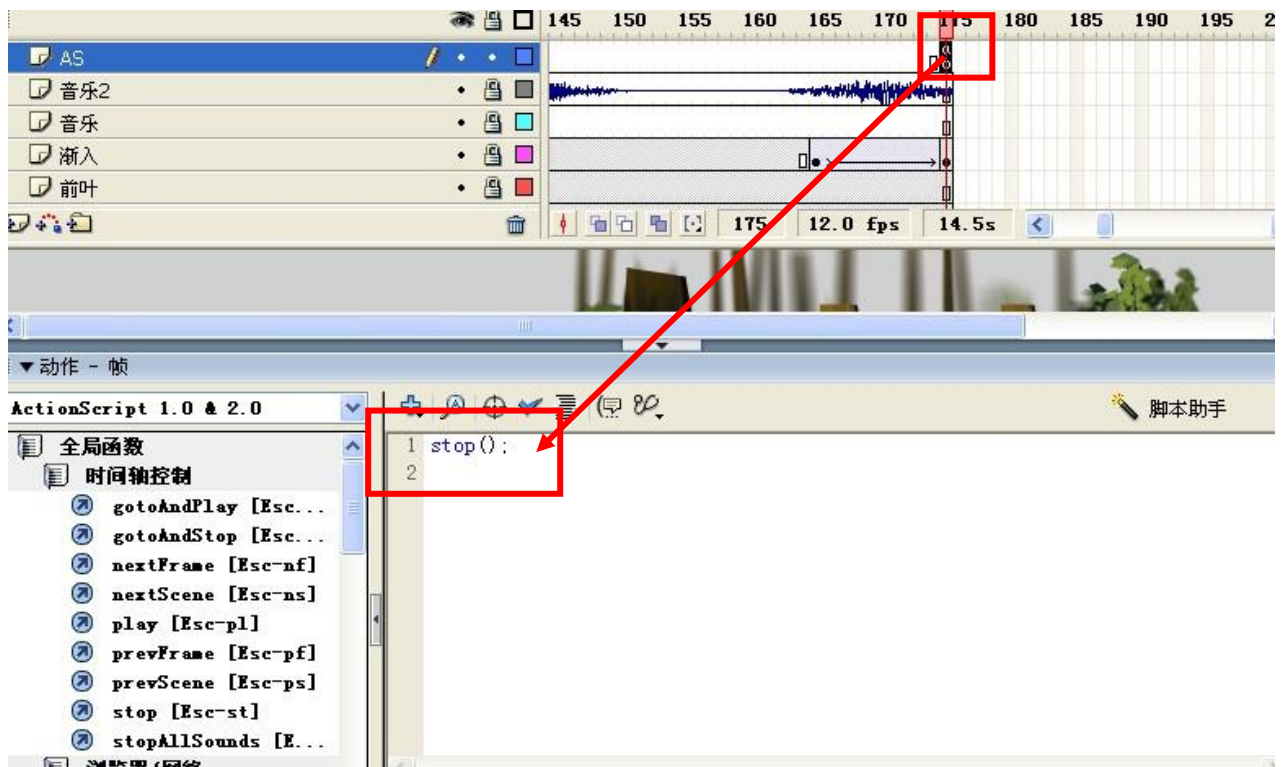 145 150 155 160 165 170 175 180 185 190 195 2
AS
音乐2
音乐
渐入
前叶
175 12.0 fps 14.5s
▼动作 - 帧
ActionScript 1.0 & 2.0
脚本助手
全局函数
1 stop();
时间轴控制
2
gotoAndPlay [Esc...
gotoAndStop [Esc...
nextFrame [Esc-nf]
nextScene [Esc-ns]
play [Esc-pl]
prevFrame [Esc-pf]
prevScene [Esc-ps]
stop [Esc-st]
stopAllSounds [E...